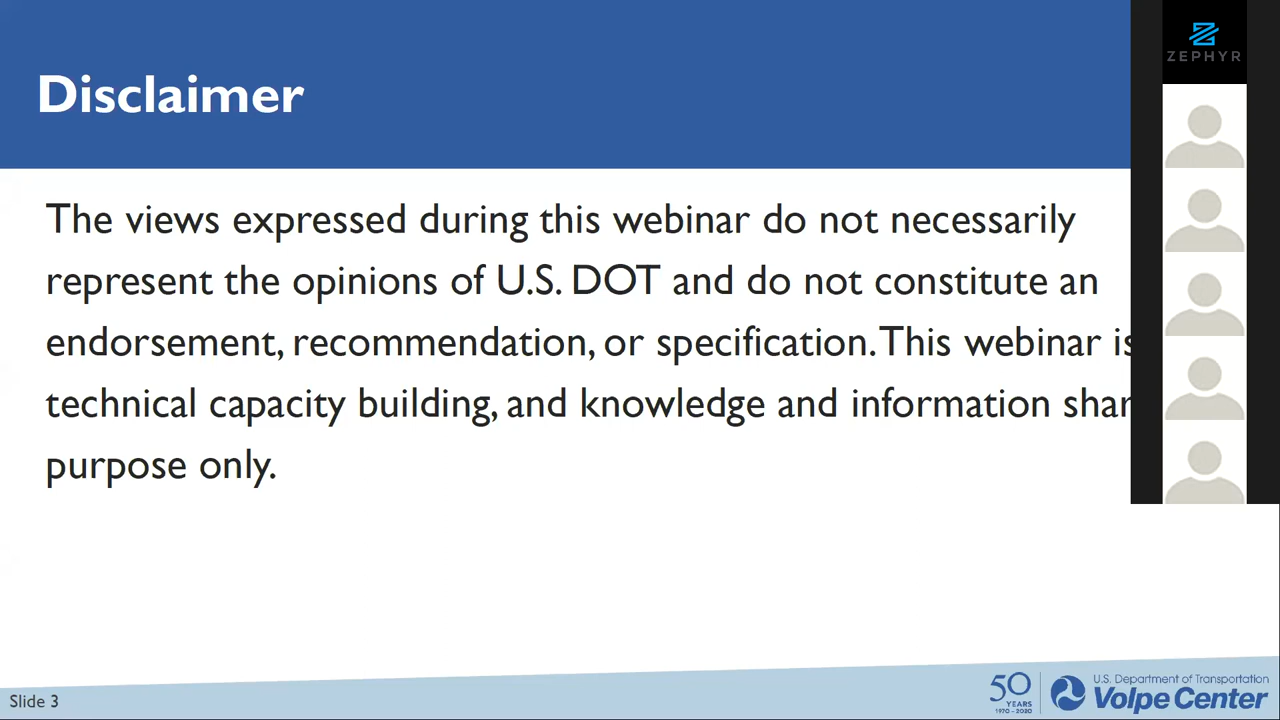 Disclaimer
ZEPHYR
The views expressed during this webinar do not necessarily
represent the opinions of U.S. DOT and do not constitute an
endorsement, recommendation, or specification. This webinar is
technical capacity building, and knowledge and information shar
purpose only.
Slide 3
50
YEARS
1970 - 2020
U.S. Department of Transportation
Volpe Center